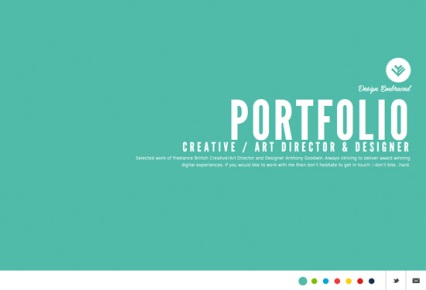 Design Embraced
PORTFOLIO
CREATIVE / ART DIRECTOR & DESIGNER
Selected work of freelance British Creative/Art Director and Designer Anthony Goodwin. Always striving to deliver award winning
digital experiences. If you would like to work with me then don't hesitate to get in touch. I don't bite...hard.